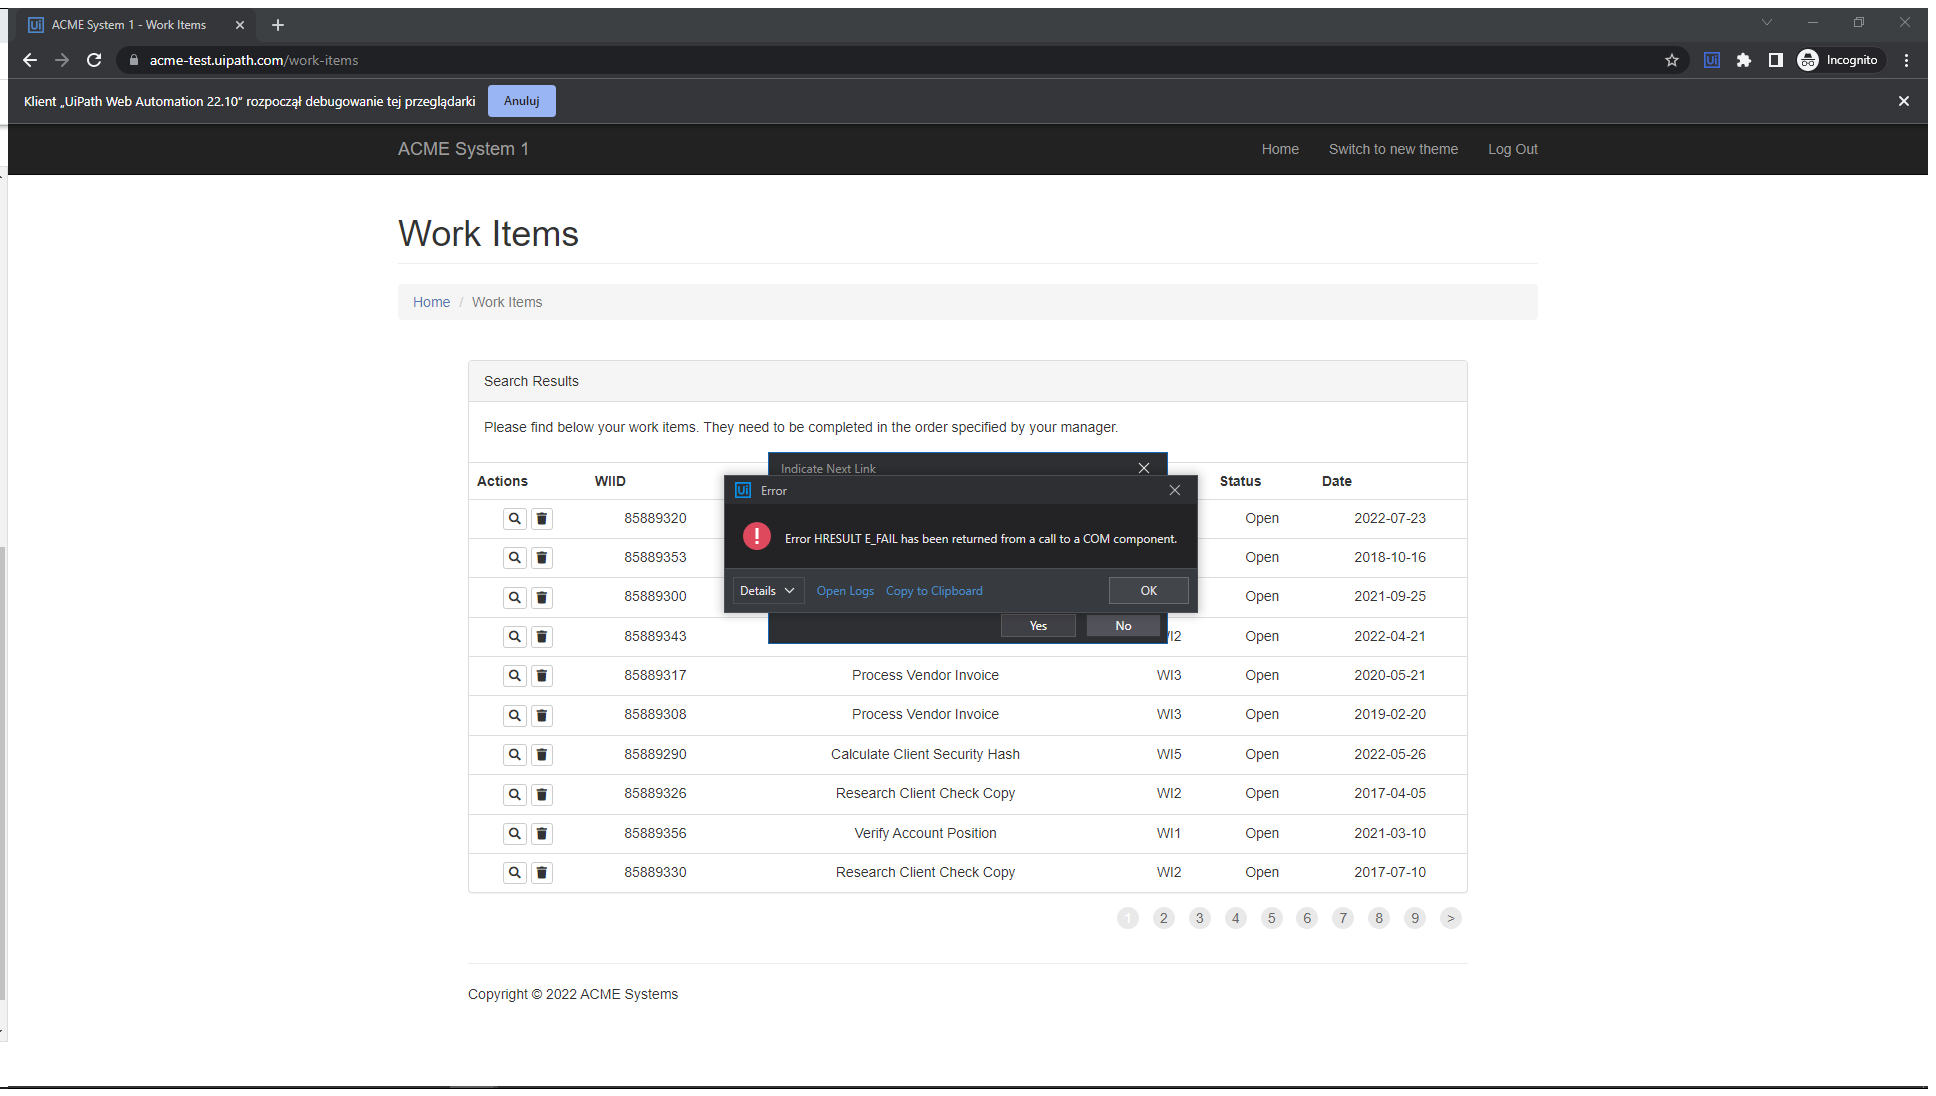 Ui ACME System 1 - Work Items
acme-test.uipath.com/work-items
Ui Incognito
Klient „UiPath Web Automation 22.10” rozpoczął debugowanie tej przeglądarki Anuluj
ACME System 1 Home Switch to new theme Log Out
Work Items
Home / Work Items
Search Results
Please find below your work items. They need to be completed in the order specified by your manager.
Indicate Next Link
Actions WIID Status Date
Ui Error
85889320 Open 2022-07-23
Error HRESULT E_FAIL has been returned from a call to a COM component.
85889353 Open 2018-10-16
Details Open Logs Copy to Clipboard OK
85889300 Open 2021-09-25
Yes No
85889343 WI2 Open 2022-04-21
85889317 Process Vendor Invoice WI3 Open 2020-05-21
85889308 Process Vendor Invoice WI3 Open 2019-02-20
85889290 Calculate Client Security Hash WI5 Open 2022-05-26
85889326 Research Client Check Copy WI2 Open 2017-04-05
85889356 Verify Account Position WI1 Open 2021-03-10
85889330 Research Client Check Copy WI2 Open 2017-07-10
1 2 3 4 5 6 7 8 9 >
Copyright © 2022 ACME Systems